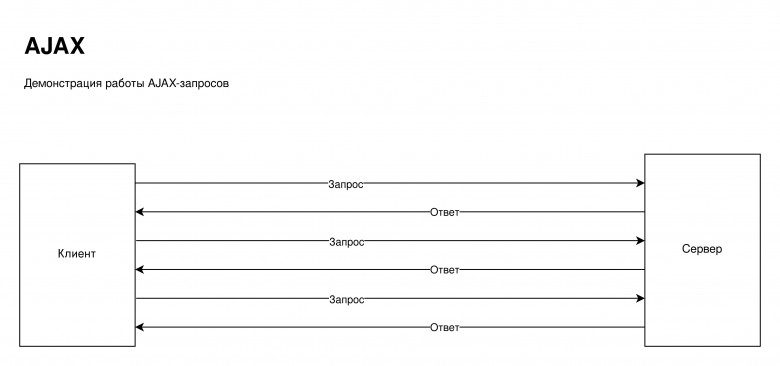 AJAX
Демонстрация работы AJAX-запросов
Запрос
Ответ
Запрос
Клиент
Сервер
Ответ
Запрос
Ответ